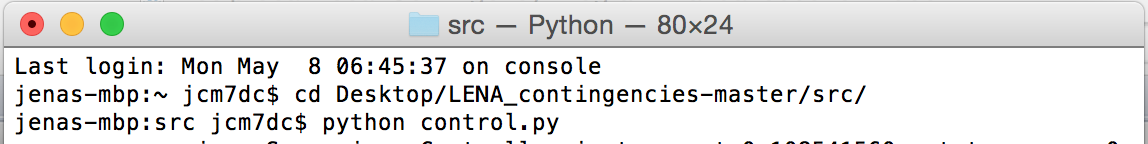 src — Python — 80×24
Last login: Mon May  8 06:45:37 on console
jenas-mbp:~ jcm7dc$ cd Desktop/LENA_contingencies-master/src/
jenas-mbp:src jcm7dc$ python control.py